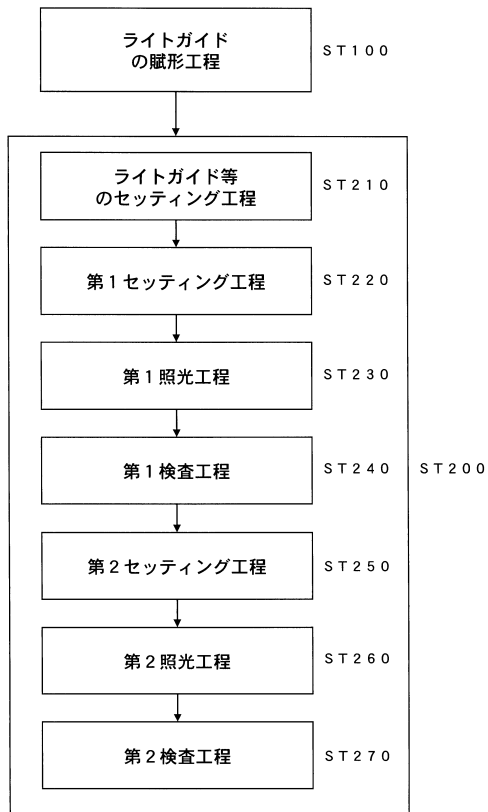 ライトガイド
の賦形工程
ST100
ライトガイド等
のセッティング工程
ST210
第1セッティング工程
ST220
第1照光工程
ST230
第1検査工程
ST240
ST200
第2セッティング工程
ST250
第2照光工程
ST260
第2検査工程
ST270